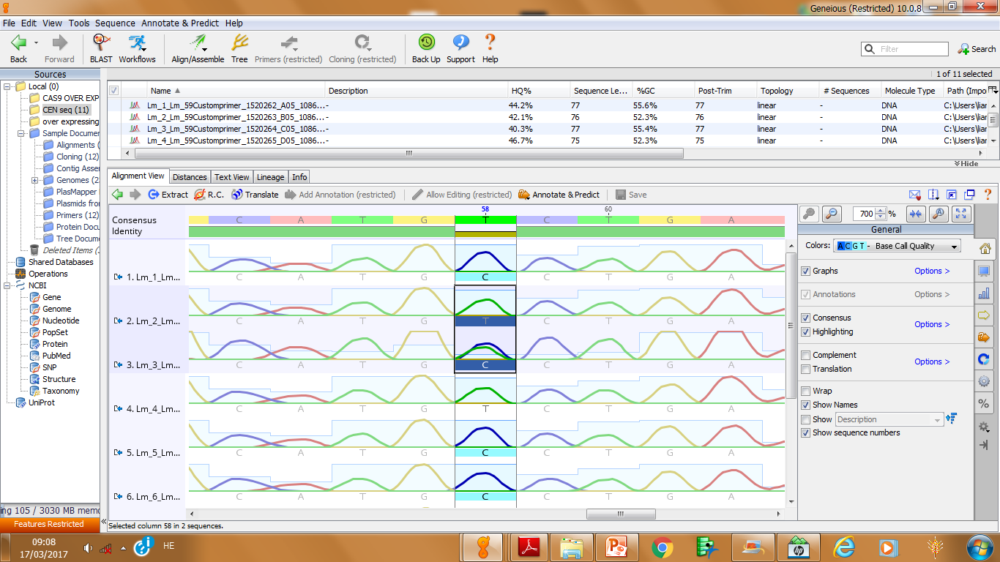 Geneious (Restricted) 10.0.8
File Edit View Tools Sequence Annotate & Predict Help
Back Forward BLAST Workflows Align/Assemble Tree Primers (restricted) Cloning (restricted) Back Up Support Help Filter Search
Sources
1 of 11 selected
Local (0)
CAS9 OVER EXP
CEN seq (11)
over expressing
Sample Documen
Alignments (
Cloning (12)
Contig Asse
Genomes (2
PlasMapper
Plasmids fro
Primers (12)
Protein Docu
Tree Docume
Deleted Items (
Shared Databases
Operations
NCBI
Gene
Genome
Nucleotide
PopSet
Protein
PubMed
SNP
Structure
Taxonomy
UniProt
ing 105 / 3030 MB memo
Features Restricted
Name Description HQ% Sequence Le... %GC Post-Trim Topology # Sequences Molecule Type Path (Impo
Lm_1_Lm_59Customprimer_1520262_A05_1086...- 44.2% 77 55.6% 77 linear - DNA C:\Users\liar
Lm_2_Lm_59Customprimer_1520263_B05_1086...- 42.1% 76 52.3% 76 linear - DNA C:\Users\liar
Lm_3_Lm_59Customprimer_1520264_C05_1086...- 40.3% 77 55.4% 77 linear - DNA C:\Users\liar
Lm_4_Lm_59Customprimer_1520265_D05_1086...- 46.7% 75 52.3% 75 linear - DNA C:\Users\liar
Hide
Alignment View Distances Text View Lineage Info
Extract R.C. Translate Add Annotation (restricted) Allow Editing (restricted) Annotate & Predict Save
58 60
Consensus C A T G T C T G A
Identity
1. Lm_1_Lm... C A T G C C T G A
2. Lm_2_Lm... C A T G T C T G A
3. Lm_3_Lm... C A T G C C T G A
4. Lm_4_Lm... C A T G T C T G A
5. Lm_5_Lm... C A T G C C T G A
6. Lm_6_Lm... C A T G C C T G A
Selected column 58 in 2 sequences.
700 %
General
Colors: A C G T - Base Call Quality
Graphs Options >
Annotations Options >
Consensus
Highlighting
Options >
Complement
Translation
Options >
Wrap
Show Names
Show Description
Show sequence numbers
09:08
17/03/2017
HE